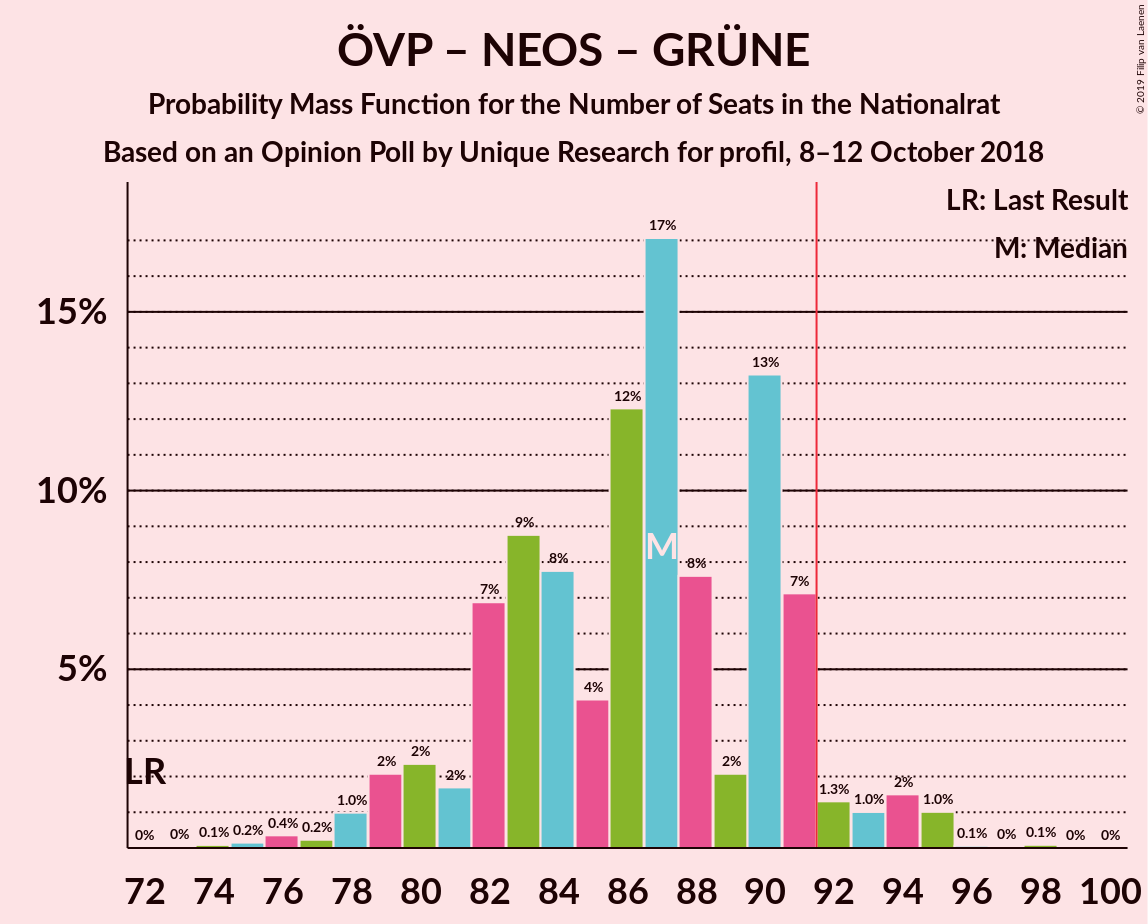 ÖVP – NEOS – GRÜNE
Probability Mass Function for the Number of Seats in the Nationalrat
Based on an Opinion Poll by Unique Research for profil, 8–12 October 2018
© 2019 Filip van Laenen
LR: Last Result
M: Median
15%
10%
5%
LR
M
0% 0% 0.1% 0.2% 0.4% 0.2% 1.0% 2% 2% 2% 7% 9% 8% 4% 12% 17% 8% 2% 13% 7% 1.3% 1.0% 2% 1.0% 0.1% 0% 0.1% 0% 0%
72 74 76 78 80 82 84 86 88 90 92 94 96 98 100